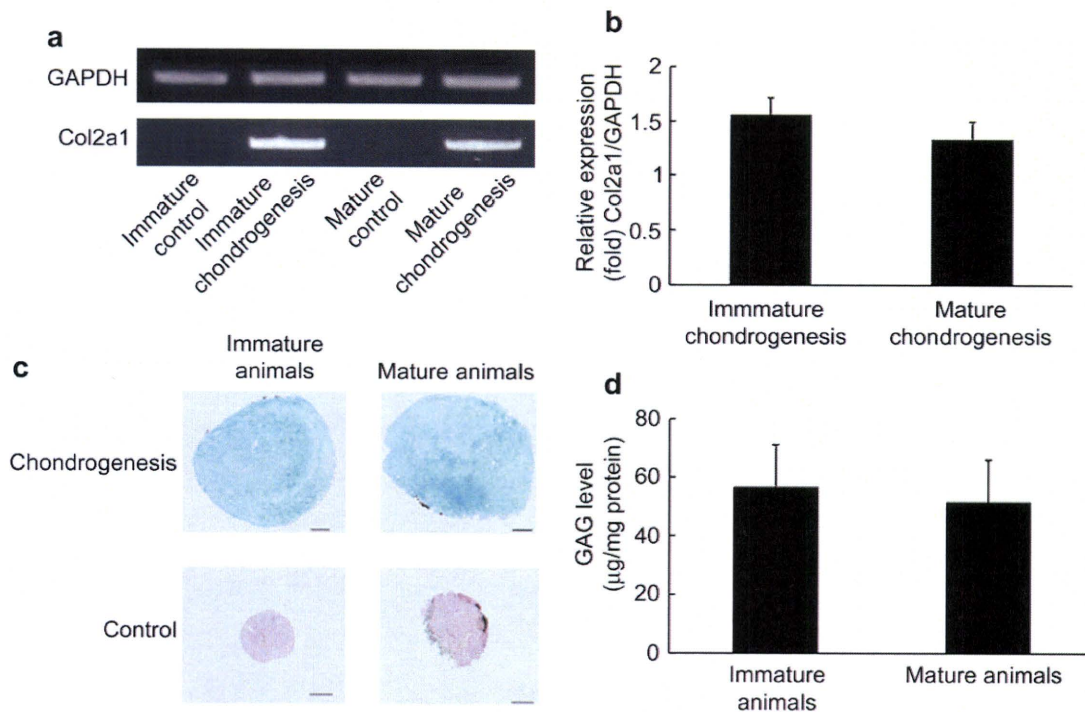 a
GAPDH
Col2a1
Immature
control
Immature
chondrogenesis
Mature
control
Mature
chondrogenesis
b
Relative expression
(fold) Col2a1/GAPDH
2
1.5
1
0.5
0
Immmature
chondrogenesis
Mature
chondrogenesis
c
Immature
animals
Mature animals
Chondrogenesis
Control
d
GAG level
(µg/mg protein)
80
60
40
20
0
Immature
animals
Mature animals